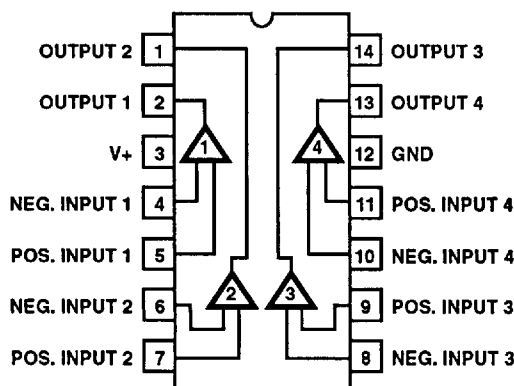 OUTPUT 2 1 14 OUTPUT 3
OUTPUT 1 2 13 OUTPUT 4
V+ 3 1 4 12 GND
NEG. INPUT 1 4 11 POS. INPUT 4
POS. INPUT 1 5 10 NEG. INPUT 4
NEG. INPUT 2 6 2 3 9 POS. INPUT 3
POS. INPUT 2 7 8 NEG. INPUT 3